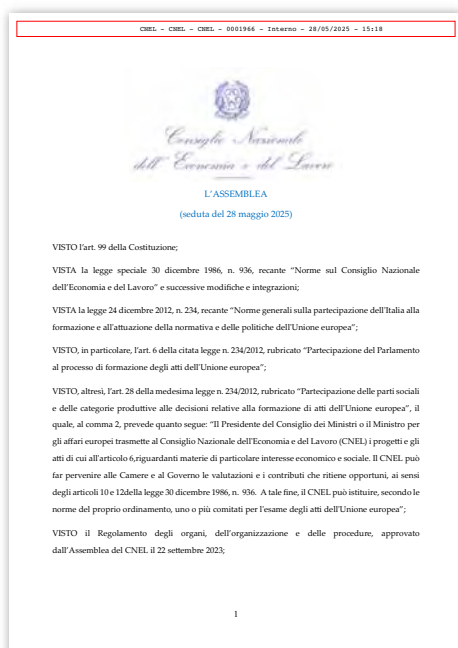 CNEL - CNEL - CNEL - 0001966 - Interno - 28/05/2025 - 15:18
Consiglio Nazionale
dell' Economia e del Lavoro
L'ASSEMBLEA
(seduta del 28 maggio 2025)
VISTO l'art. 99 della Costituzione;
VISTA la legge speciale 30 dicembre 1986, n. 936, recante "Norme sul Consiglio Nazionale
dell'Economia e del Lavoro" e successive modifiche e integrazioni;
VISTA la legge 24 dicembre 2012, n. 234, recante "Norme generali sulla partecipazione dell'Italia alla
formazione e all'attuazione della normativa e delle politiche dell'Unione europea";
VISTO, in particolare, l'art. 6 della citata legge n. 234/2012, rubricato "Partecipazione del Parlamento
al processo di formazione degli atti dell'Unione europea";
VISTO, altresì, l'art. 28 della medesima legge n. 234/2012, rubricato "Partecipazione delle parti sociali
e delle categorie produttive alle decisioni relative alla formazione di atti dell'Unione europea", il
quale, al comma 2, prevede quanto segue: "Il Presidente del Consiglio dei Ministri o il Ministro per
gli affari europei trasmette al Consiglio Nazionale dell'Economia e del Lavoro (CNEL) i progetti e gli
atti di cui all'articolo 6,riguardanti materie di particolare interesse economico e sociale. Il CNEL può
far pervenire alle Camere e al Governo le valutazioni e i contributi che ritiene opportuni, ai sensi
degli articoli 10 e 12della legge 30 dicembre 1986, n. 936. A tale fine, il CNEL può istituire, secondo le
norme del proprio ordinamento, uno o più comitati per l'esame degli atti dell'Unione europea";
VISTO il Regolamento degli organi, dell'organizzazione e delle procedure, approvato
dall'Assemblea del CNEL il 22 settembre 2023;
I